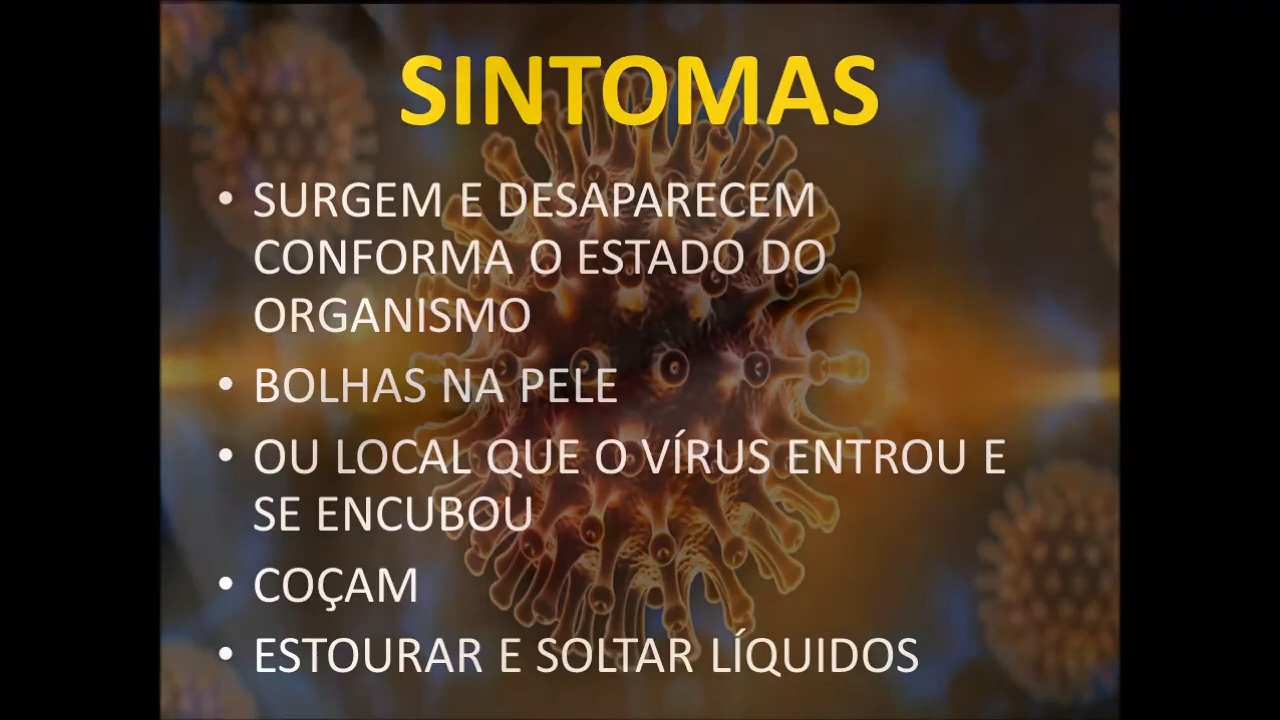 SINTOMAS
• SURGEM E DESAPARECEM
CONFORMA O ESTADO DO
ORGANISMO
• BOLHAS NA PELE
• OU LOCAL QUE O VÍRUS ENTROU E
SE ENCUBOU
• COÇAM
• ESTOURAR E SOLTAR LÍQUIDOS